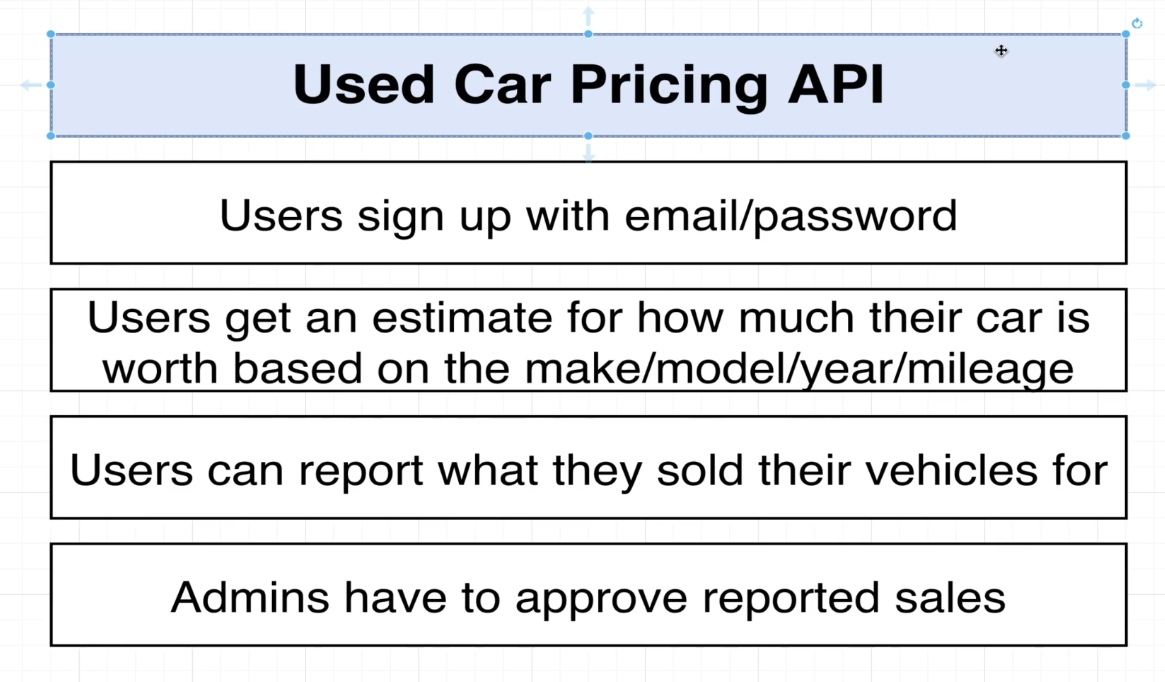 Used Car Pricing API
Users sign up with email/password
Users get an estimate for how much their car is
worth based on the make/model/year/mileage
Users can report what they sold their vehicles for
Admins have to approve reported sales